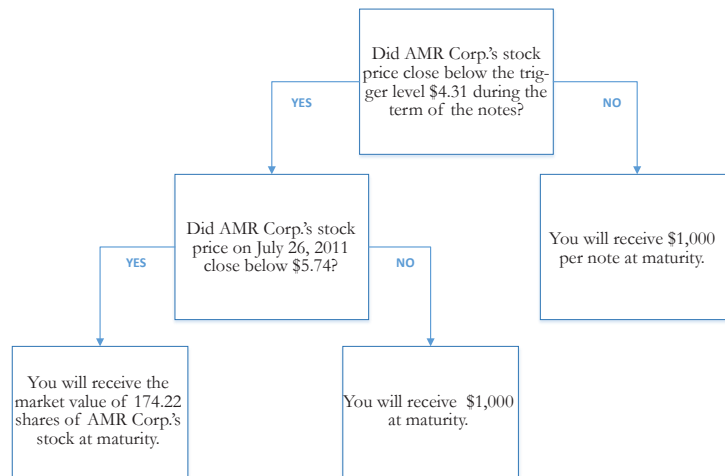 Did AMR Corp.'s stock
price close below the trig-
ger level $4.31 during the
term of the notes?
YES
NO
Did AMR Corp.'s stock
price on July 26, 2011
close below $5.74?
You will receive $1,000
per note at maturity.
YES
NO
You will receive the
market value of 174.22
shares of AMR Corp.'s
stock at maturity.
You will receive $1,000
at maturity.